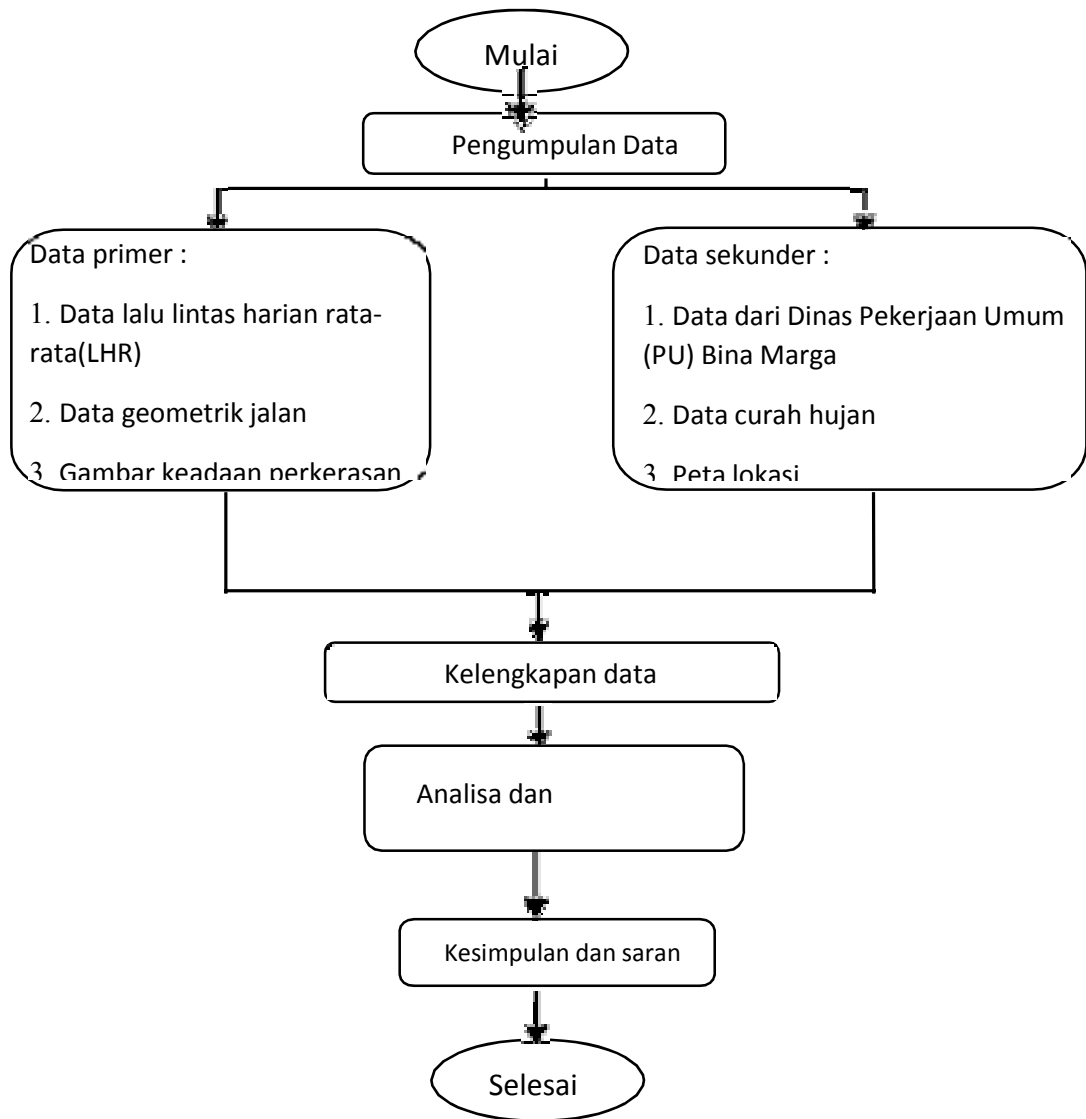 Mulai
Pengumpulan Data
Data primer :
1. Data lalu lintas harian rata-
rata(LHR)
2. Data geometrik jalan
3. Gambar keadaan perkerasan
Data sekunder :
1. Data dari Dinas Pekerjaan Umum
(PU) Bina Marga
2. Data curah hujan
3. Peta lokasi
Kelengkapan data
Analisa dan
Kesimpulan dan saran
Selesai